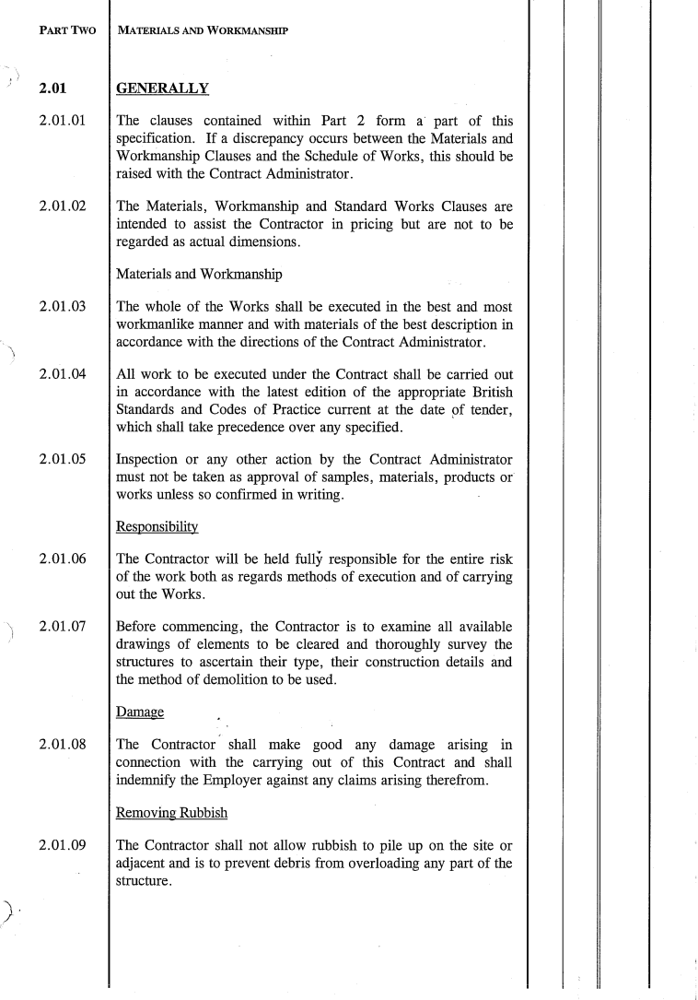 PART TWO MATERIALS AND WORKMANSHIP
2.01 GENERALLY
2.01.01 The clauses contained within Part 2 form a part of this
specification. If a discrepancy occurs between the Materials and
Workmanship Clauses and the Schedule of Works, this should be
raised with the Contract Administrator.
2.01.02 The Materials, Workmanship and Standard Works Clauses are
intended to assist the Contractor in pricing but are not to be
regarded as actual dimensions.
Materials and Workmanship
2.01.03 The whole of the Works shall be executed in the best and most
workmanlike manner and with materials of the best description in
accordance with the directions of the Contract Administrator.
2.01.04 All work to be executed under the Contract shall be carried out
in accordance with the latest edition of the appropriate British
Standards and Codes of Practice current at the date of tender,
which shall take precedence over any specified.
2.01.05 Inspection or any other action by the Contract Administrator
must not be taken as approval of samples, materials, products or
works unless so confirmed in writing.
Responsibility
2.01.06 The Contractor will be held fully responsible for the entire risk
of the work both as regards methods of execution and of carrying
out the Works.
2.01.07 Before commencing, the Contractor is to examine all available
drawings of elements to be cleared and thoroughly survey the
structures to ascertain their type, their construction details and
the method of demolition to be used.
Damage
2.01.08 The Contractor shall make good any damage arising in
connection with the carrying out of this Contract and shall
indemnify the Employer against any claims arising therefrom.
Removing Rubbish
2.01.09 The Contractor shall not allow rubbish to pile up on the site or
adjacent and is to prevent debris from overloading any part of the
structure.